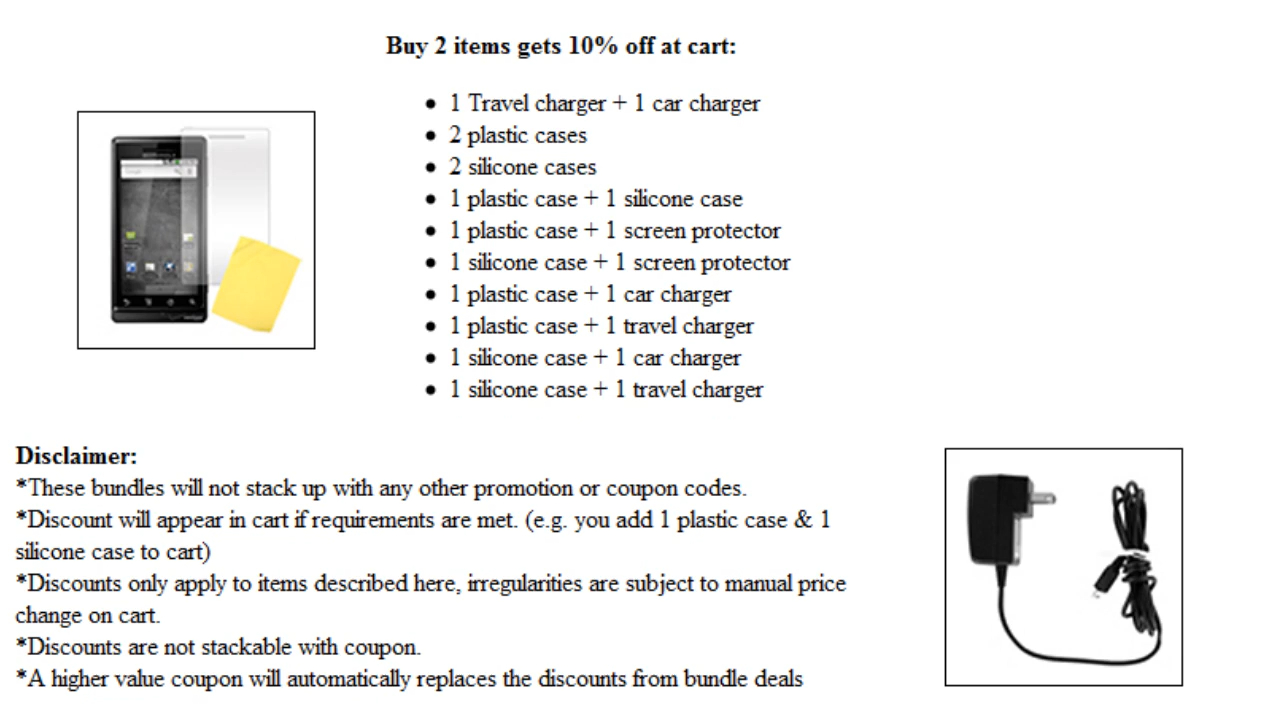 Buy 2 items gets 10% off at cart:
1 Travel charger + 1 car charger
2 plastic cases
2 silicone cases
1 plastic case + 1 silicone case
1 plastic case + 1 screen protector
1 silicone case + 1 screen protector
1 plastic case + 1 car charger
1 plastic case + 1 travel charger
1 silicone case + 1 car charger
1 silicone case + 1 travel charger
Disclaimer:
*These bundles will not stack up with any other promotion or coupon codes.
*Discount will appear in cart if requirements are met. (e.g. you add 1 plastic case & 1
silicone case to cart)
*Discounts only apply to items described here, irregularities are subject to manual price
change on cart.
*Discounts are not stackable with coupon.
*A higher value coupon will automatically replaces the discounts from bundle deals